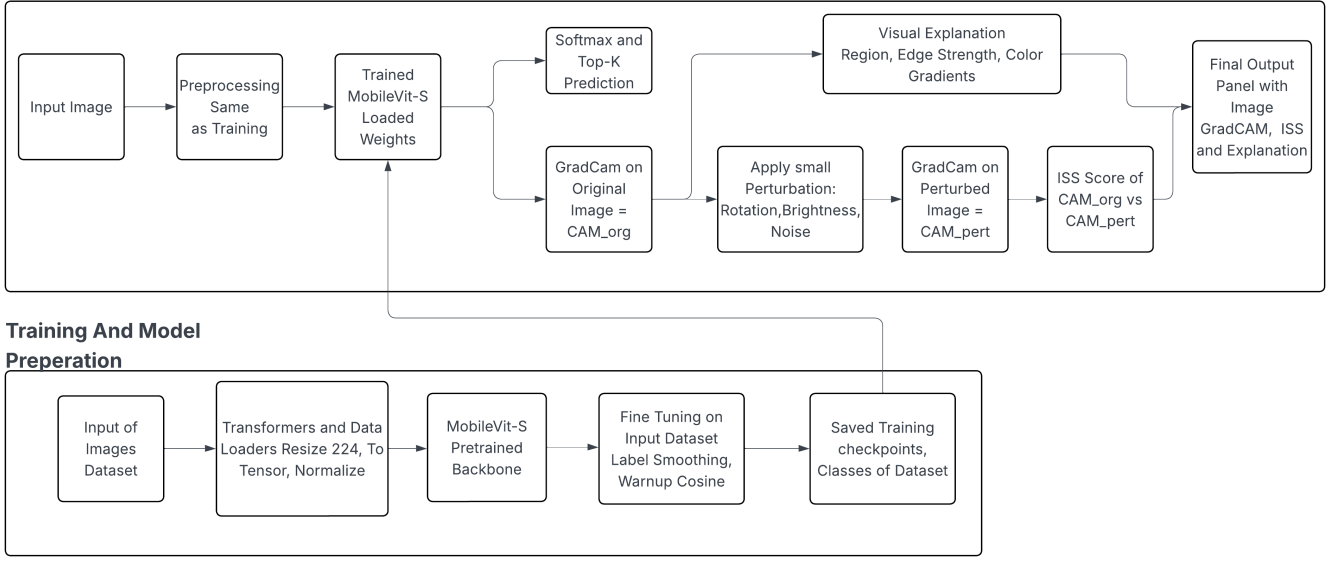 Input Image
Preprocessing
Same
as Training
Trained
MobileVit-S
Loaded
Weights
Softmax and
Top-K
Prediction
GradCam on
Original
Image =
CAM_org
Visual Explanation
Region, Edge Strength, Color
Gradients
Apply small
Perturbation:
Rotation,Brightness,
Noise
GradCam on
Perturbed
Image =
CAM_pert
ISS Score of
CAM_org vs
CAM_pert
Final Output
Panel with
Image
GradCAM, ISS
and Explanation
Training And Model
Preperation
Input of
Images
Dataset
Transformers and Data
Loaders Resize 224, To
Tensor, Normalize
MobileVit-S
Pretrained
Backbone
Fine Tuning on
Input Dataset
Label Smoothing,
Warnup Cosine
Saved Training
checkpoints,
Classes of Dataset